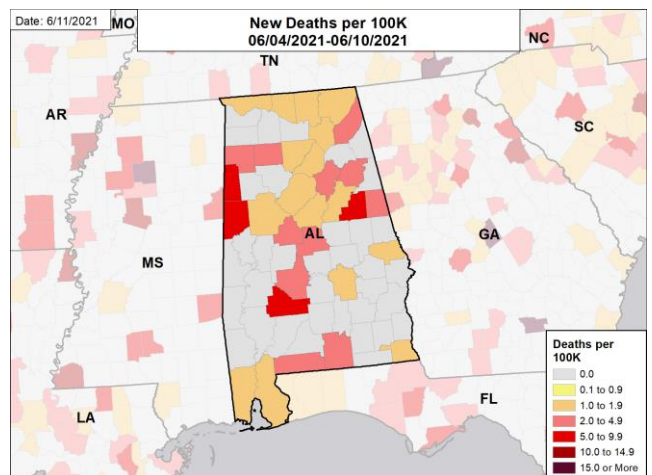 Date: 6/11/2021
New Deaths per 100K
06/04/2021-06/10/2021
MO
TN
NC
AR
SC
MS
AL
GA
LA
FL
Deaths per
100K
0.0
0.1 to 0.9
1.0 to 1.9
2.0 to 4.9
5.0 to 9.9
10.0 to 14.9
15.0 or More